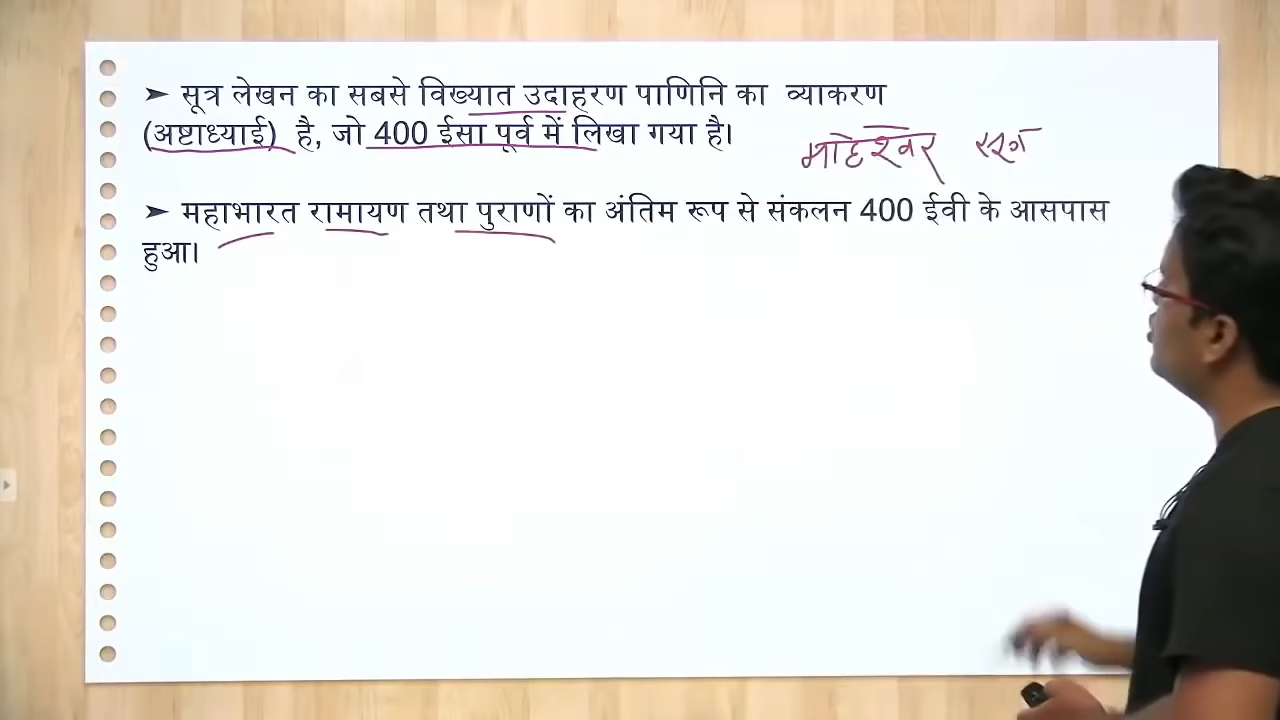 ➤ सूत्र लेखन का सबसे विख्यात उदाहरण पाणिनि का व्याकरण
(अष्टाध्याई) है, जो 400 ईसा पूर्व में लिखा गया है।
माहेश्वर
➤ महाभारत रामायण तथा पुराणों का अंतिम रूप से संकलन 400 ईवी के आसपास
हुआ।